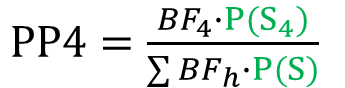 PP4 = BF₄·P(S₄) / ∑ BFₕ·P(S)